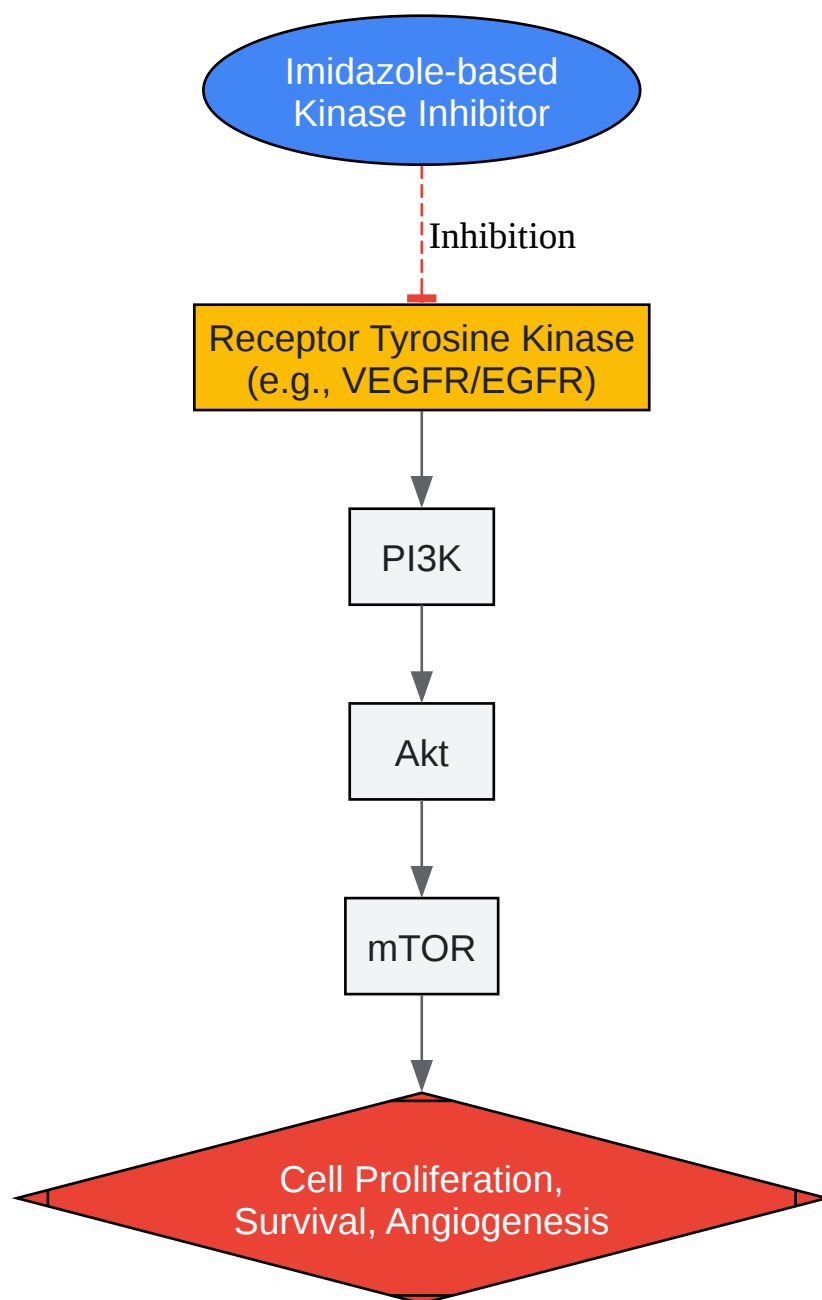 Imidazole-based
Kinase Inhibitor
Inhibition
Receptor Tyrosine Kinase
(e.g., VEGFR/EGFR)
PI3K
Akt
mTOR
Cell Proliferation,
Survival, Angiogenesis